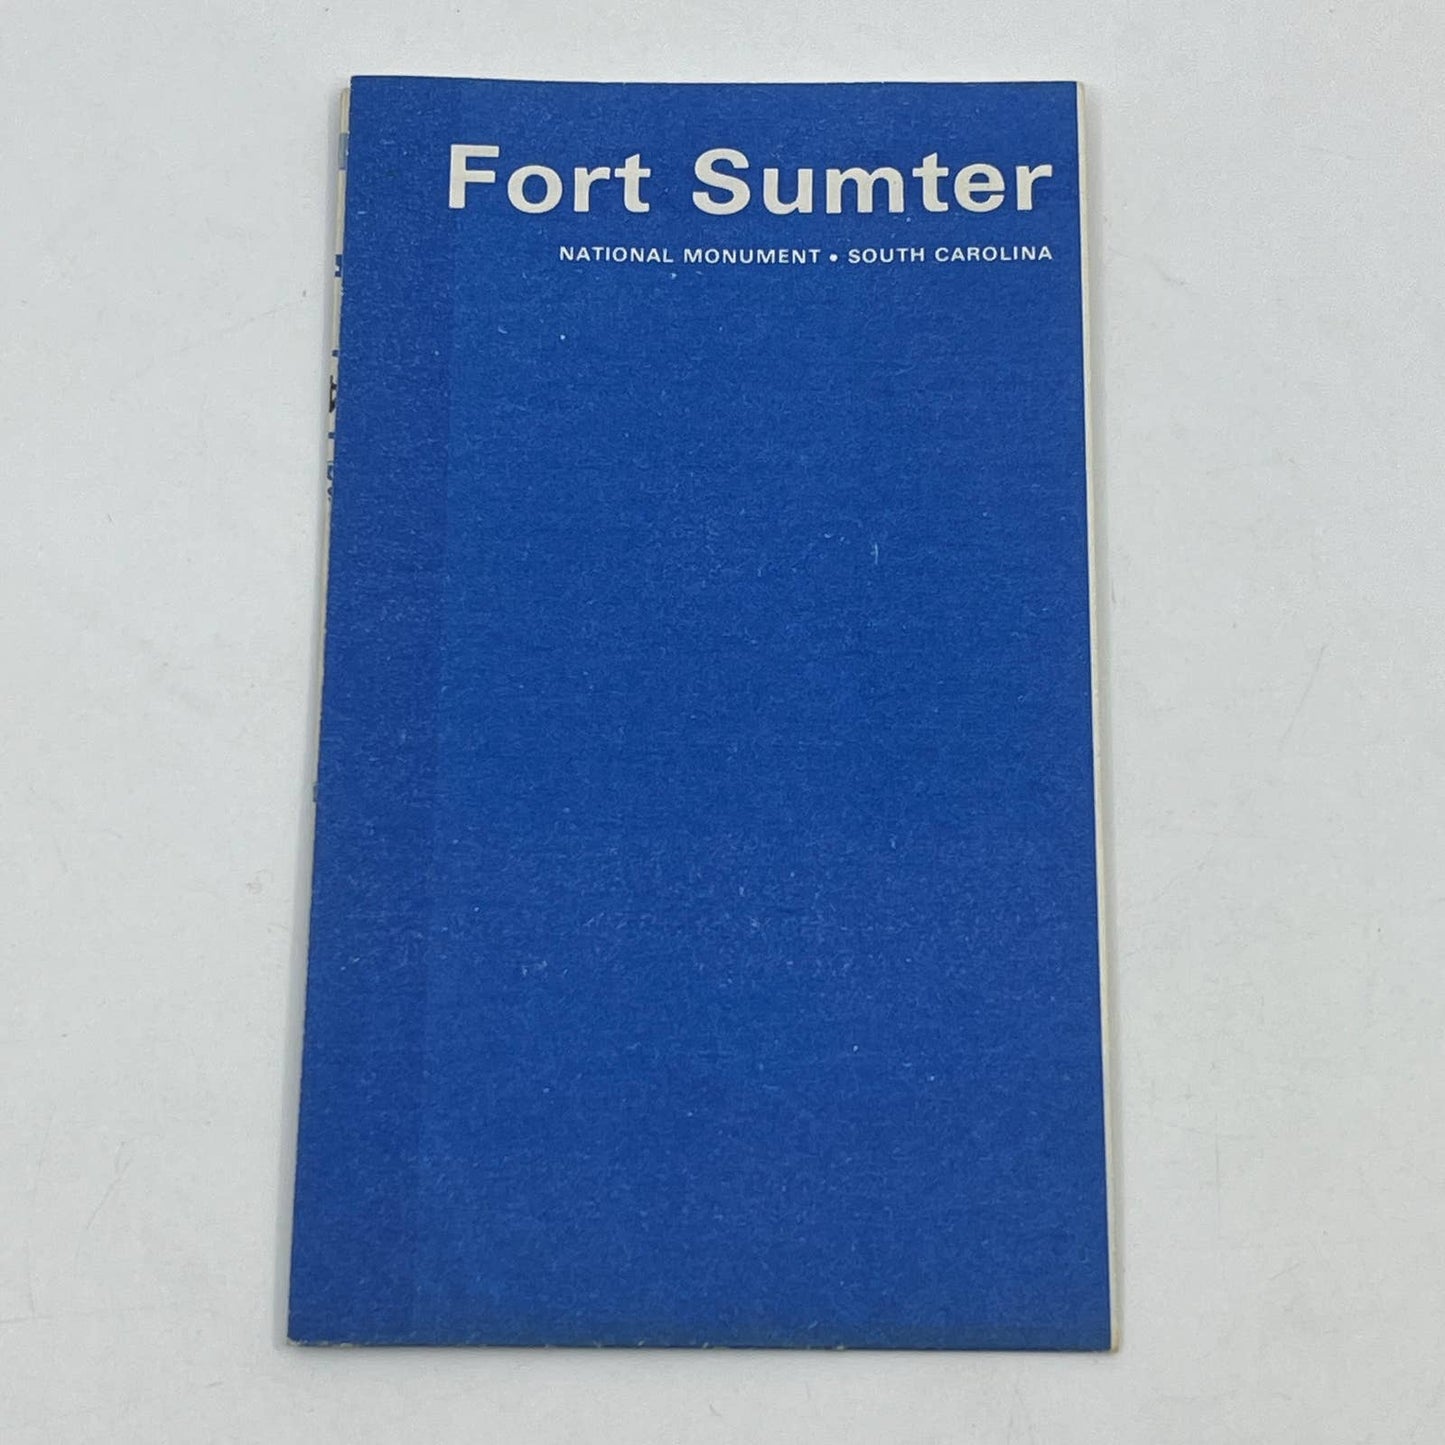 Fort Sumter
NATIONAL MONUMENT • SOUTH CAROLINA